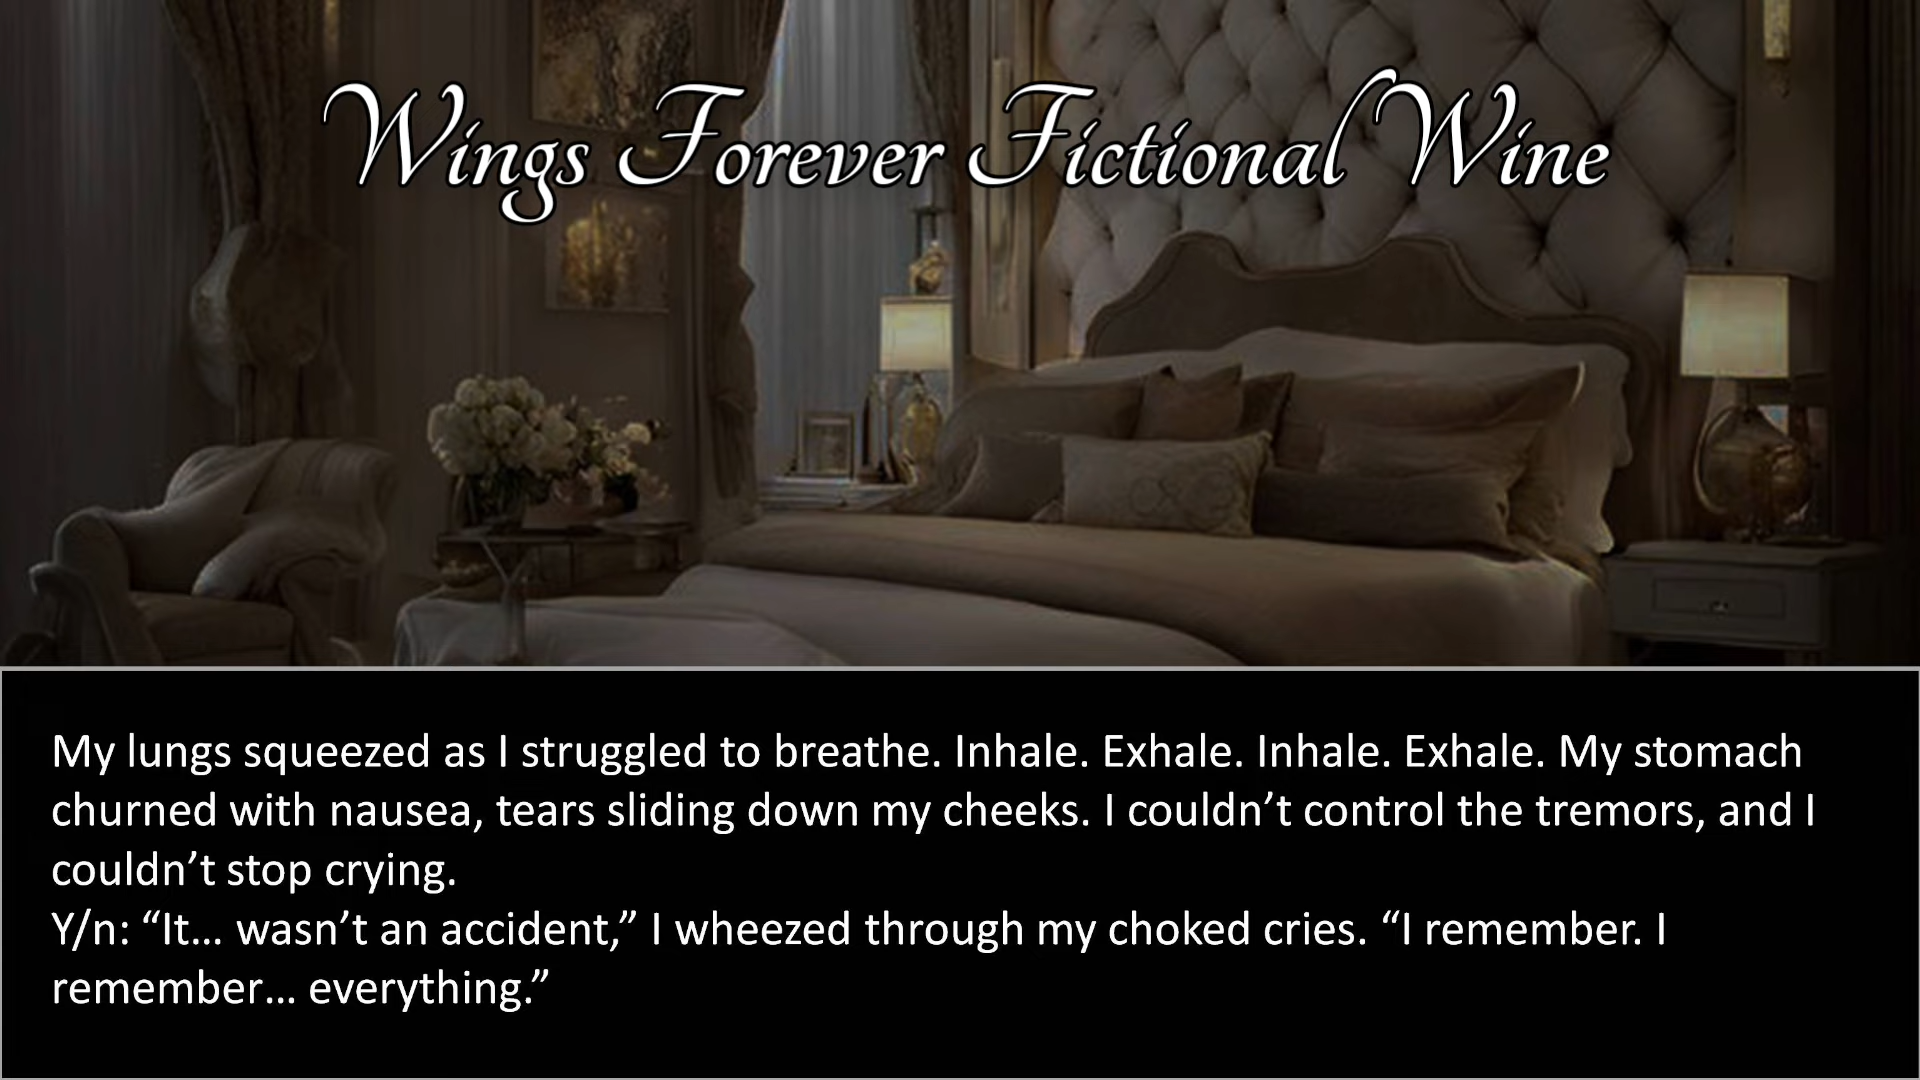 Wings Forever Fictional Wine
My lungs squeezed as I struggled to breathe. Inhale. Exhale. Inhale. Exhale. My stomach
churned with nausea, tears sliding down my cheeks. I couldn’t control the tremors, and I
couldn’t stop crying.
Y/n: “It… wasn’t an accident,” I wheezed through my choked cries. “I remember. I
remember… everything.”